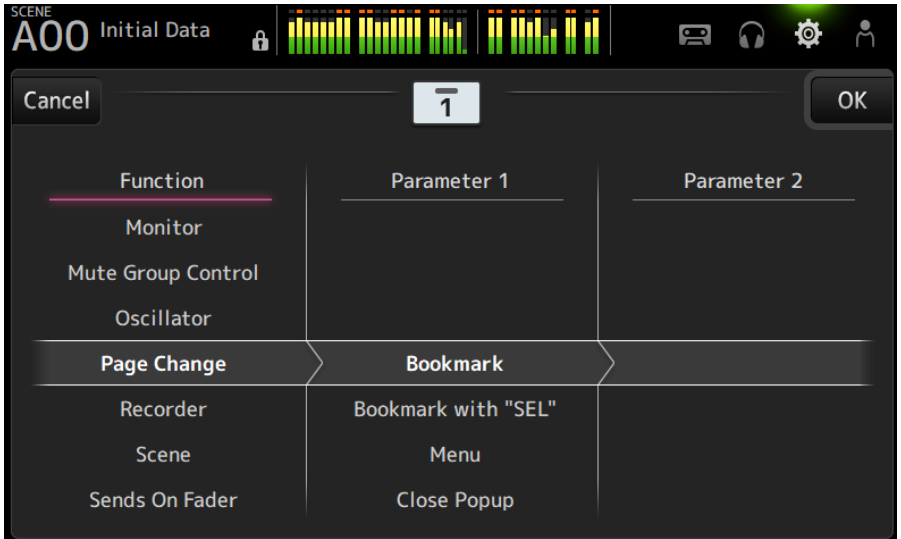 SCENE
A00 Initial Data
Cancel
1
OK
Function Parameter 1 Parameter 2
Monitor
Mute Group Control
Oscillator
Page Change Bookmark
Recorder Bookmark with "SEL"
Scene Menu
Sends On Fader Close Popup